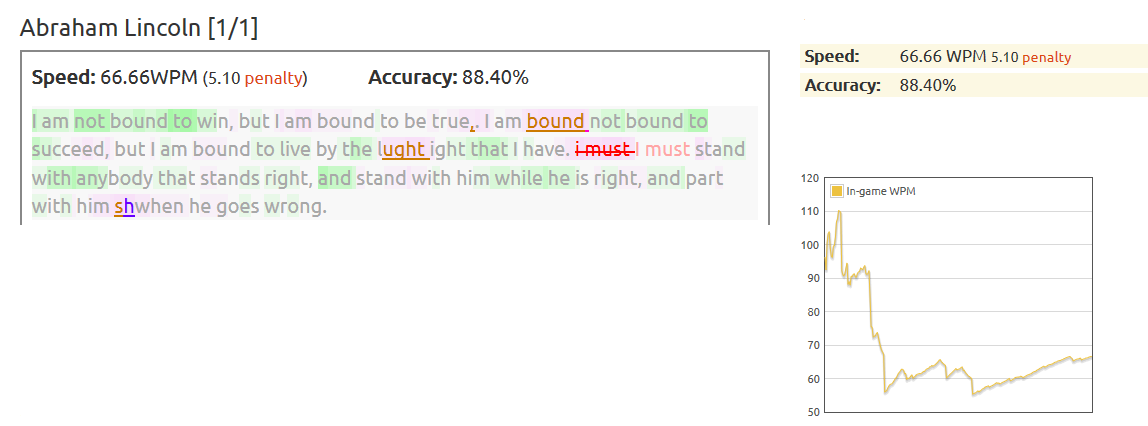 Abraham Lincoln [1/1]
Speed: 66.66WPM (5.10 penalty) Accuracy: 88.40%
I am not bound to win, but I am bound to be true,. I am bound not bound to
succeed, but I am bound to live by the lught ight that I have. i must I must stand
with anybody that stands right, and stand with him while he is right, and part
with him shwhen he goes wrong.
Speed: 66.66 WPM 5.10 penalty
Accuracy: 88.40%
In-game WPM
120
110
100
90
80
70
60
50